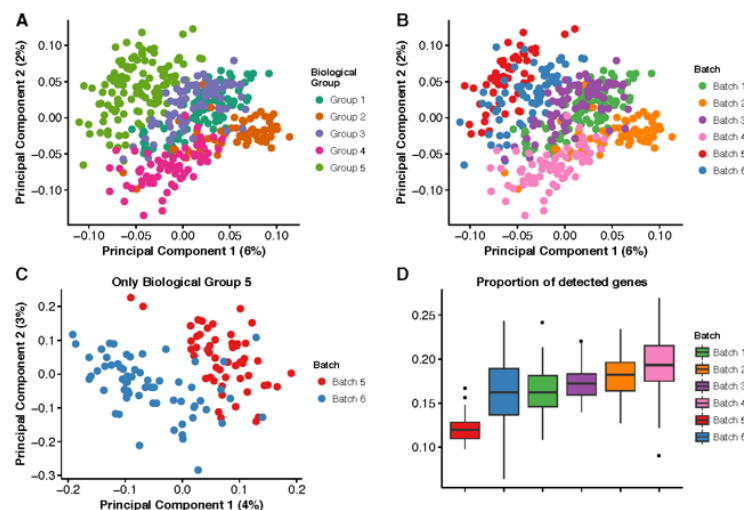 A
Principal Component 2 (2%)
0.10
0.05
0.00
−0.05
−0.10
−0.10 −0.05 0.00 0.05 0.10
Principal Component 1 (6%)
Biological
Group
Group 1
Group 2
Group 3
Group 4
Group 5
B
Principal Component 2 (2%)
0.10
0.05
0.00
−0.05
−0.10
−0.10 −0.05 0.00 0.05 0.10
Principal Component 1 (6%)
Batch
Batch 1
Batch 2
Batch 3
Batch 4
Batch 5
Batch 6
C
Only Biological Group 5
Principal Component 2 (3%)
0.2
0.1
0.0
−0.1
−0.2
−0.3
−0.2 −0.1 0.0 0.1 0.2
Principal Component 1 (4%)
Batch
Batch 5
Batch 6
D
Proportion of detected genes
0.25
0.20
0.15
0.10
Batch
Batch 1
Batch 2
Batch 3
Batch 4
Batch 5
Batch 6